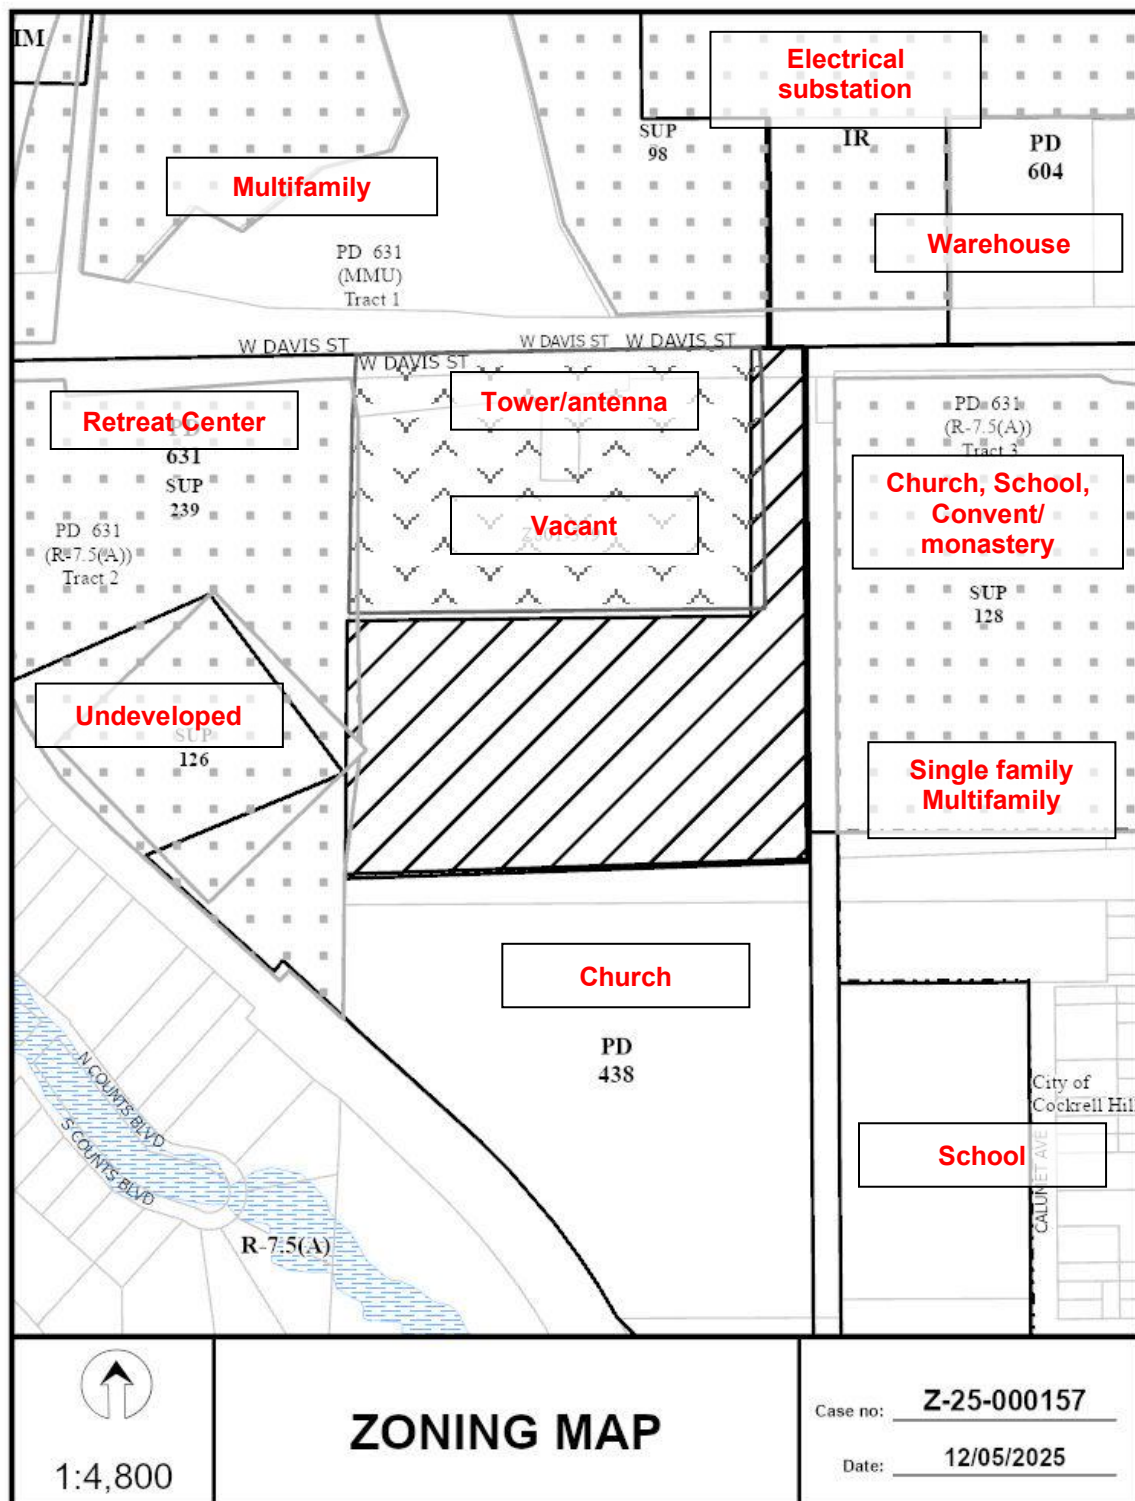 IM
Electrical
substation
SUP
98
IR
PD
604
Multifamily
Warehouse
PD 631
(MMU)
Tract 1
W DAVIS ST
W DAVIS ST
W DAVIS ST
W DAVIS ST
Retreat Center
PD
631
SUP
239
Tower/antenna
Vacant
PD 631
(R-7.5(A))
Tract 3
Church, School,
Convent/
monastery
SUP
128
PD 631
(R-7.5(A))
Tract 2
Undeveloped
SUP
126
Single family
Multifamily
Church
PD
438
City of
Cockrell Hill
School
CALUMET AVE
N COUNTS BLVD
S COUNTS BLVD
R-7.5(A)
1:4,800
ZONING MAP
Case no: Z-25-000157
Date: 12/05/2025